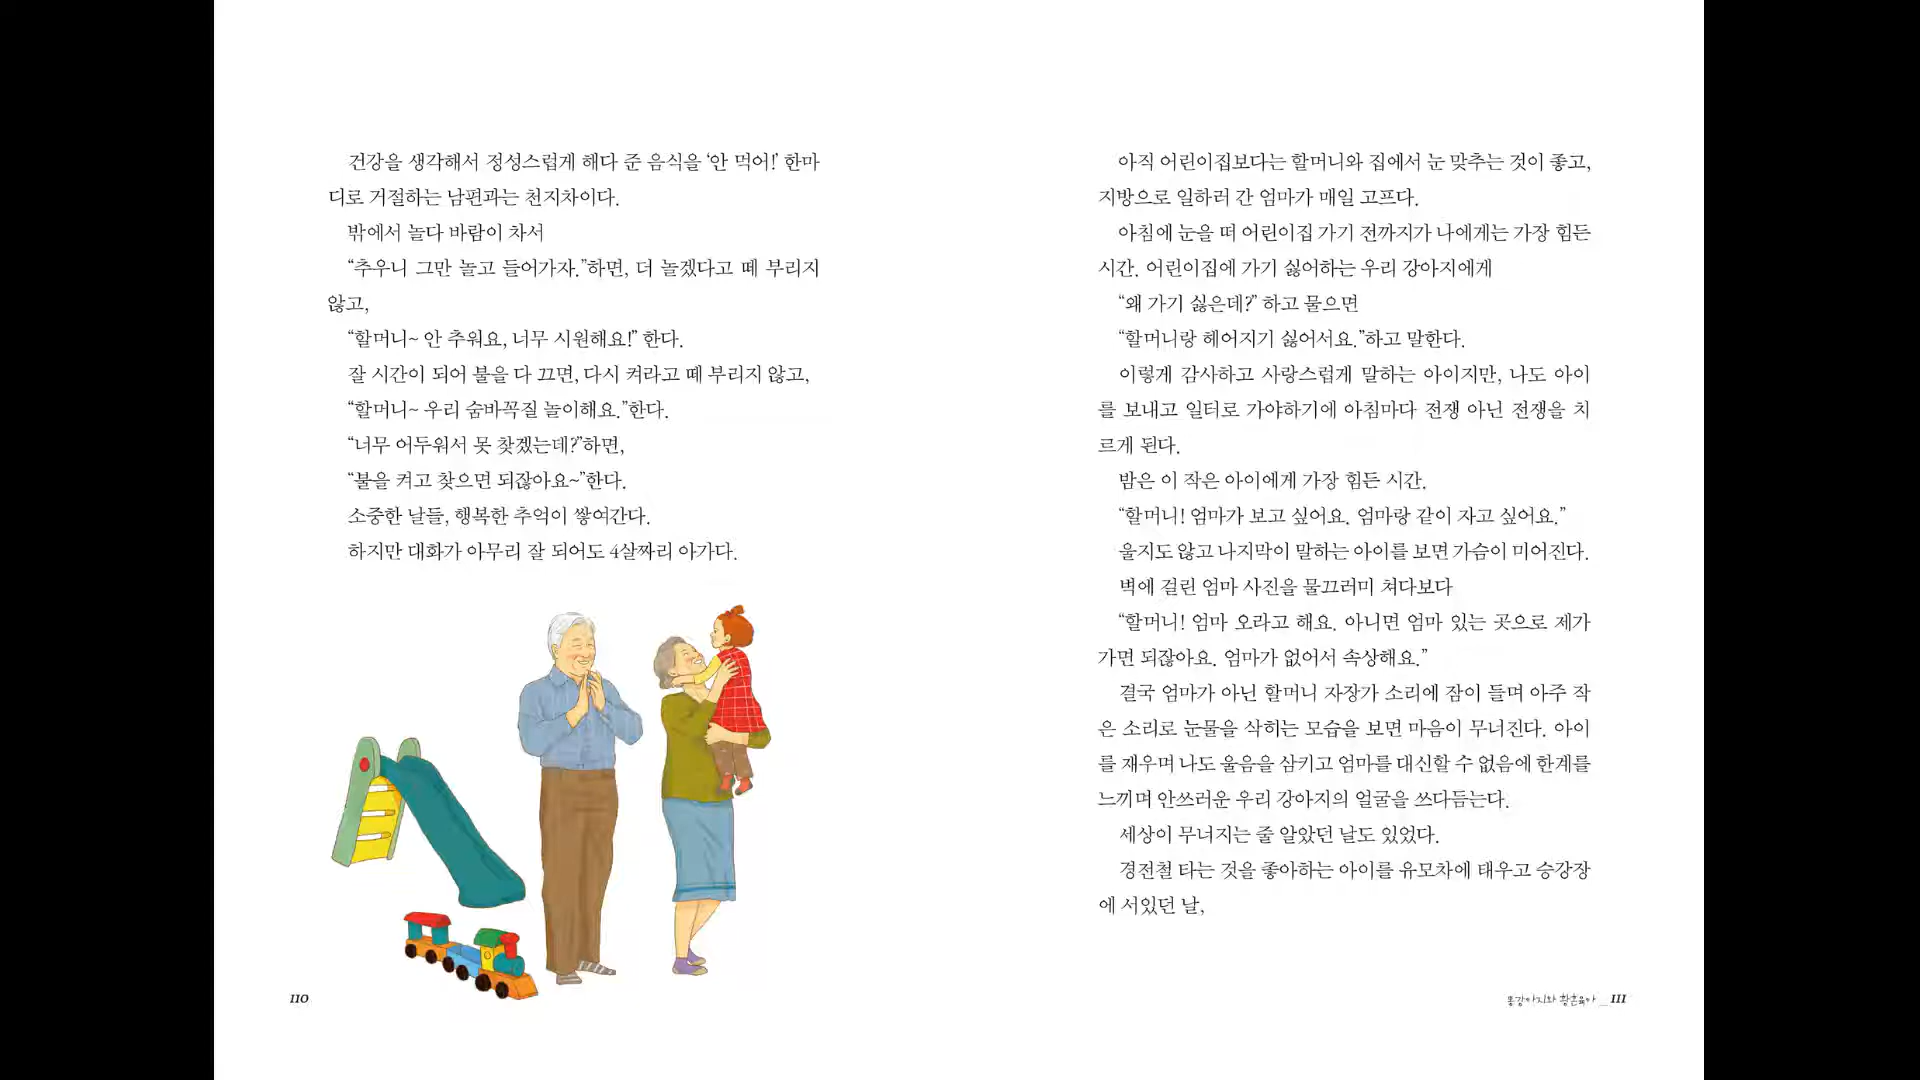 건강을 생각해서 정성스럽게 해다 준 음식을 ‘안 먹어!’ 한마
디로 거절하는 남편과는 천지차이다.
밖에서 놀다 바람이 차서
“추우니 그만 놀고 들어가자.”하면, 더 놀겠다고 떼 부리지
않고,
“할머니~ 안 추워요, 너무 시원해요!” 한다.
잘 시간이 되어 불을 다 끄면, 다시 켜라고 떼 부리지 않고,
“할머니~ 우리 숨바꼭질 놀이해요.”한다.
“너무 어두워서 못 찾겠는데?”하면,
“불을 켜고 찾으면 되잖아요~”한다.
소중한 날들, 행복한 추억이 쌓여간다.
하지만 대화가 아무리 잘 되어도 4살짜리 아가다.
110
아직 어린이집보다는 할머니와 집에서 눈 맞추는 것이 좋고,
지방으로 일하러 간 엄마가 매일 고프다.
아침에 눈을 떠 어린이집 가기 전까지가 나에게는 가장 힘든
시간. 어린이집에 가기 싫어하는 우리 강아지에게
“왜 가기 싫은데?” 하고 물으면
“할머니랑 헤어지기 싫어서요.”하고 말한다.
이렇게 감사하고 사랑스럽게 말하는 아이지만, 나도 아이
를 보내고 일터로 가야하기에 아침마다 전쟁 아닌 전쟁을 치
르게 된다.
밤은 이 작은 아이에게 가장 힘든 시간.
“할머니! 엄마가 보고 싶어요. 엄마랑 같이 자고 싶어요.”
울지도 않고 나지막이 말하는 아이를 보면 가슴이 미어진다.
벽에 걸린 엄마 사진을 물끄러미 쳐다보다
“할머니! 엄마 오라고 해요. 아니면 엄마 있는 곳으로 제가
가면 되잖아요. 엄마가 없어서 속상해요.”
결국 엄마가 아닌 할머니 자장가 소리에 잠이 들며 아주 작
은 소리로 눈물을 삭히는 모습을 보면 마음이 무너진다. 아이
를 재우며 나도 울음을 삼키고 엄마를 대신할 수 없음에 한계를
느끼며 안쓰러운 우리 강아지의 얼굴을 쓰다듬는다.
세상이 무너지는 줄 알았던 날도 있었다.
경전철 타는 것을 좋아하는 아이를 유모차에 태우고 승강장
에 서있던 날,
똥강아지와 황혼육아 _ 111